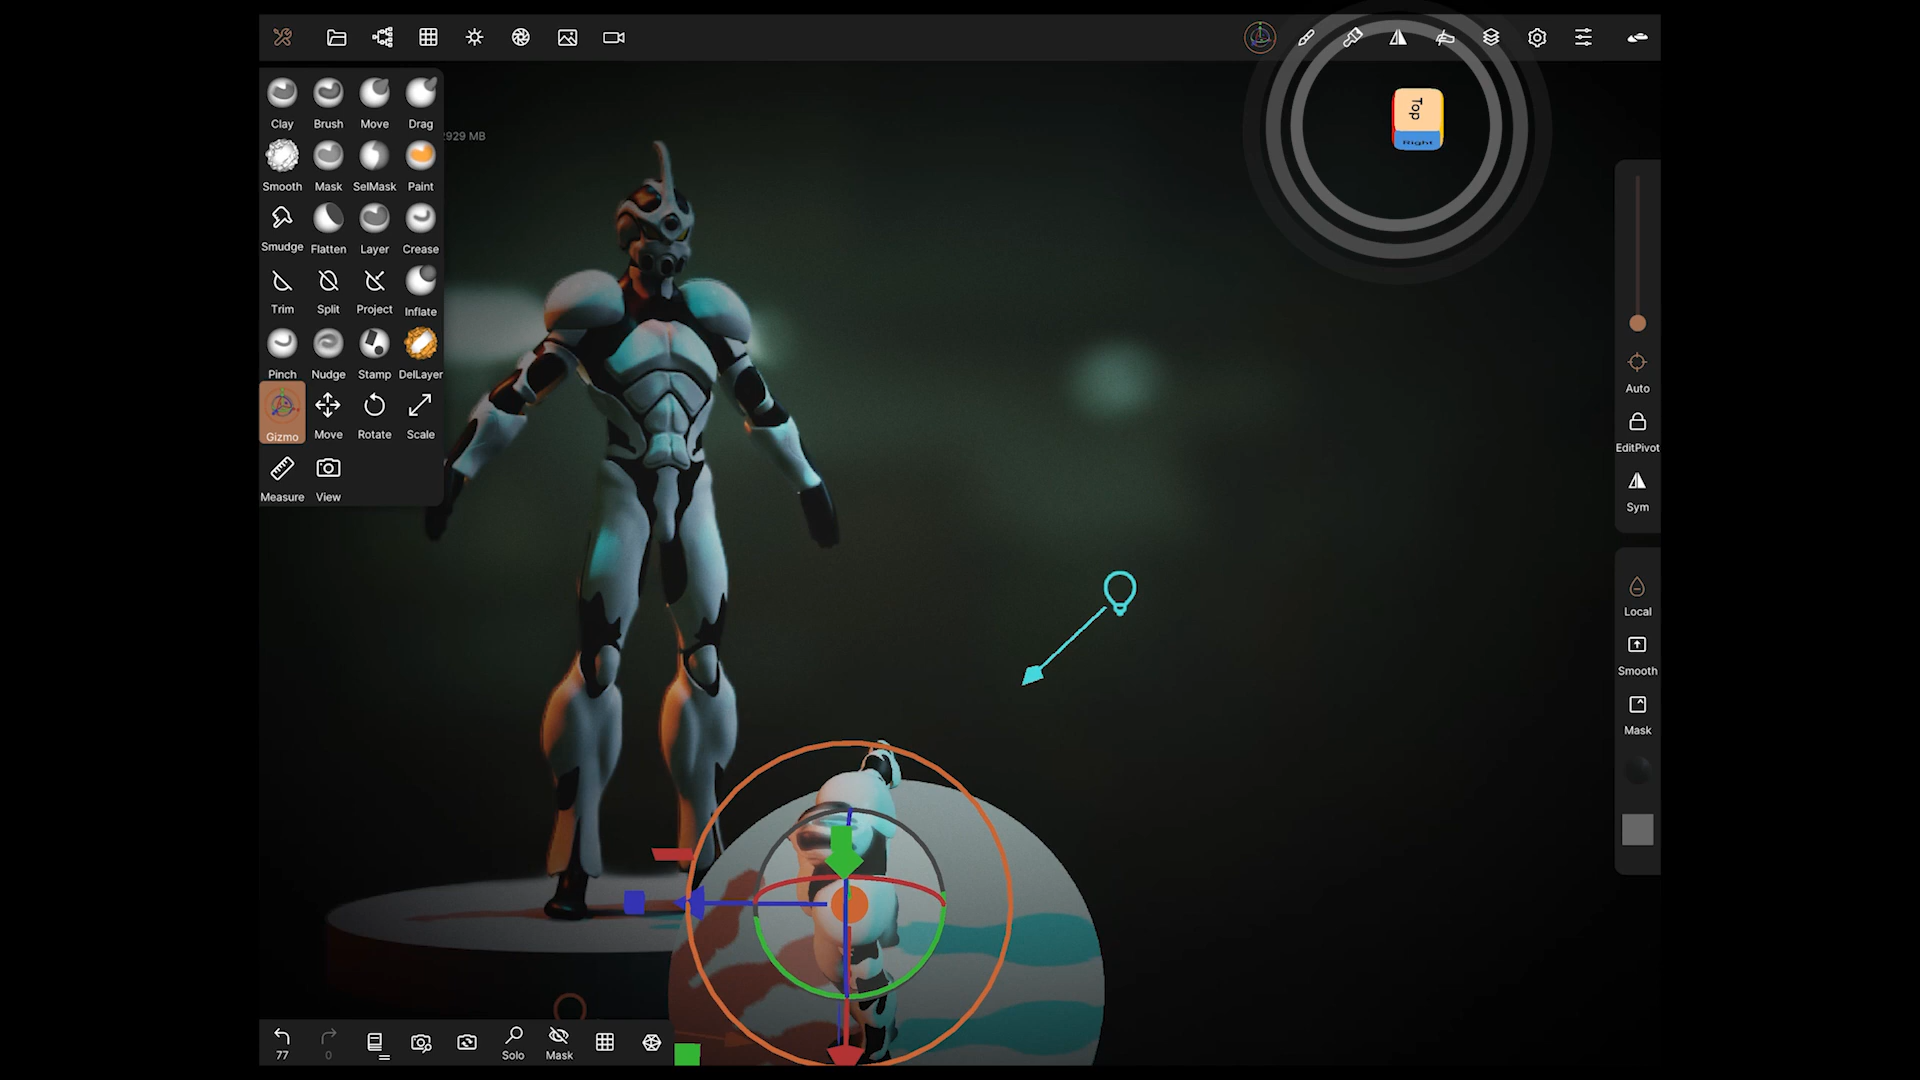 Clay Brush Move Drag
2929 MB
Smooth Mask SelMask Paint
Smudge Flatten Layer Crease
Trim Split Project Inflate
Pinch Nudge Stamp DelLayer
Gizmo Move Rotate Scale
Measure View
Top
Right
Auto
EditPivot
Sym
Local
Smooth
Mask
77 0 Solo Mask